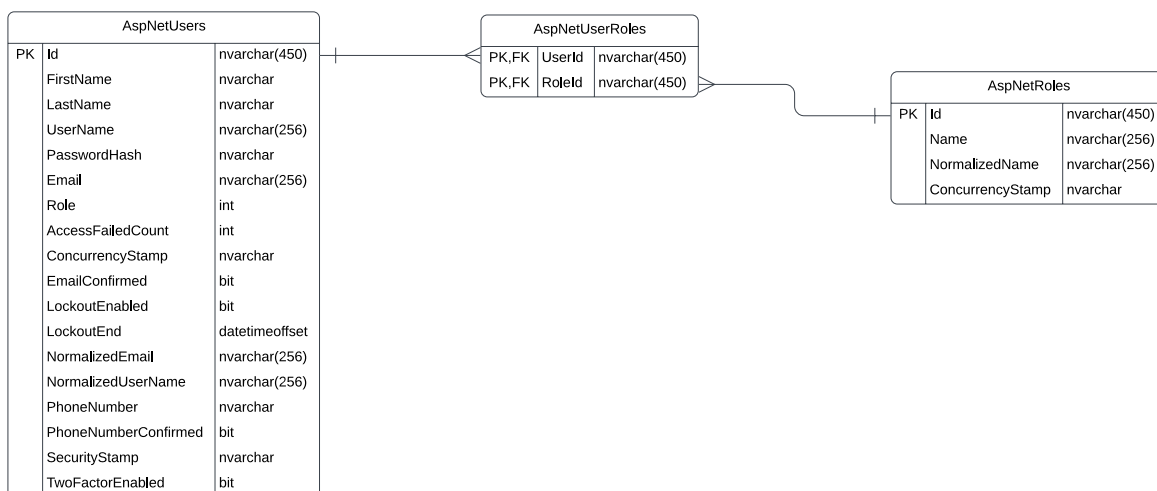 AspNetUsers
PK Id nvarchar(450)
FirstName nvarchar
LastName nvarchar
UserName nvarchar(256)
PasswordHash nvarchar
Email nvarchar(256)
Role int
AccessFailedCount int
ConcurrencyStamp nvarchar
EmailConfirmed bit
LockoutEnabled bit
LockoutEnd datetimeoffset
NormalizedEmail nvarchar(256)
NormalizedUserName nvarchar(256)
PhoneNumber nvarchar
PhoneNumberConfirmed bit
SecurityStamp nvarchar
TwoFactorEnabled bit
AspNetUserRoles
PK,FK UserId nvarchar(450)
PK,FK RoleId nvarchar(450)
AspNetRoles
PK Id nvarchar(450)
Name nvarchar(256)
NormalizedName nvarchar(256)
ConcurrencyStamp nvarchar